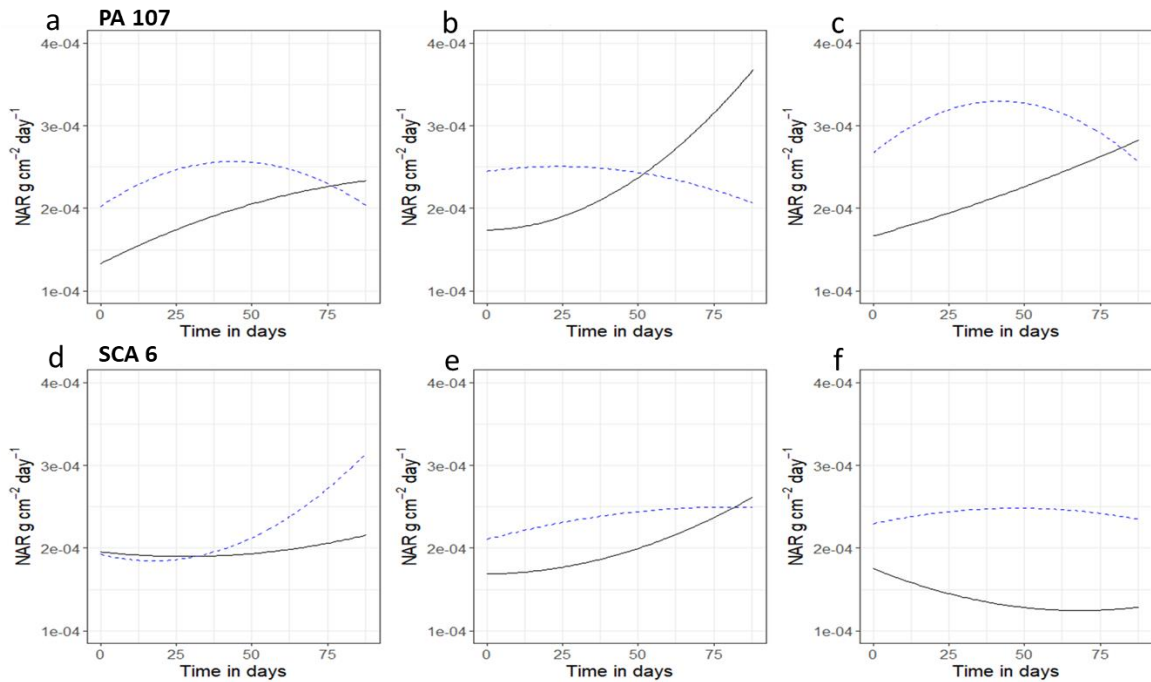 a PA 107
NAR g cm⁻² day⁻¹
4e-04
3e-04
2e-04
1e-04
0 25 50 75
Time in days
b
NAR g cm⁻² day⁻¹
4e-04
3e-04
2e-04
1e-04
0 25 50 75
Time in days
c
NAR g cm⁻² day⁻¹
4e-04
3e-04
2e-04
1e-04
0 25 50 75
Time in days
d SCA 6
NAR g cm⁻² day⁻¹
4e-04
3e-04
2e-04
1e-04
0 25 50 75
Time in days
e
NAR g cm⁻² day⁻¹
4e-04
3e-04
2e-04
1e-04
0 25 50 75
Time in days
f
NAR g cm⁻² day⁻¹
4e-04
3e-04
2e-04
1e-04
0 25 50 75
Time in days